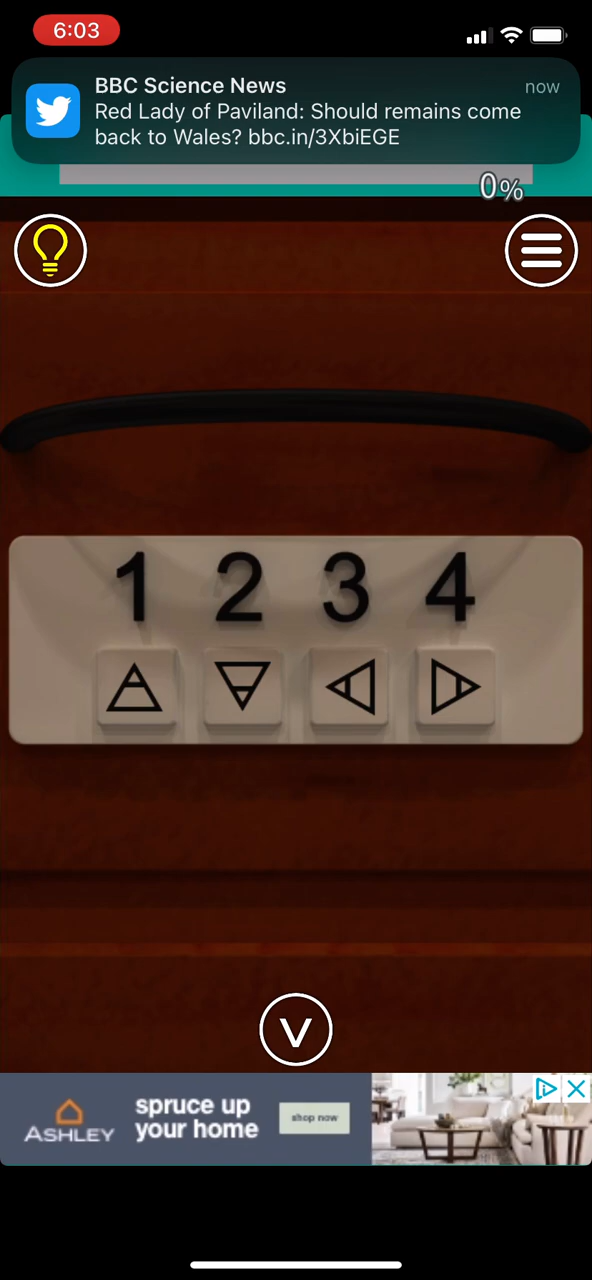 6:03
BBC Science News
now
Red Lady of Paviland: Should remains come
back to Wales? bbc.in/3XbiEGE
0%
1 2 3 4
V
ASHLEY
spruce up
your home
shop now